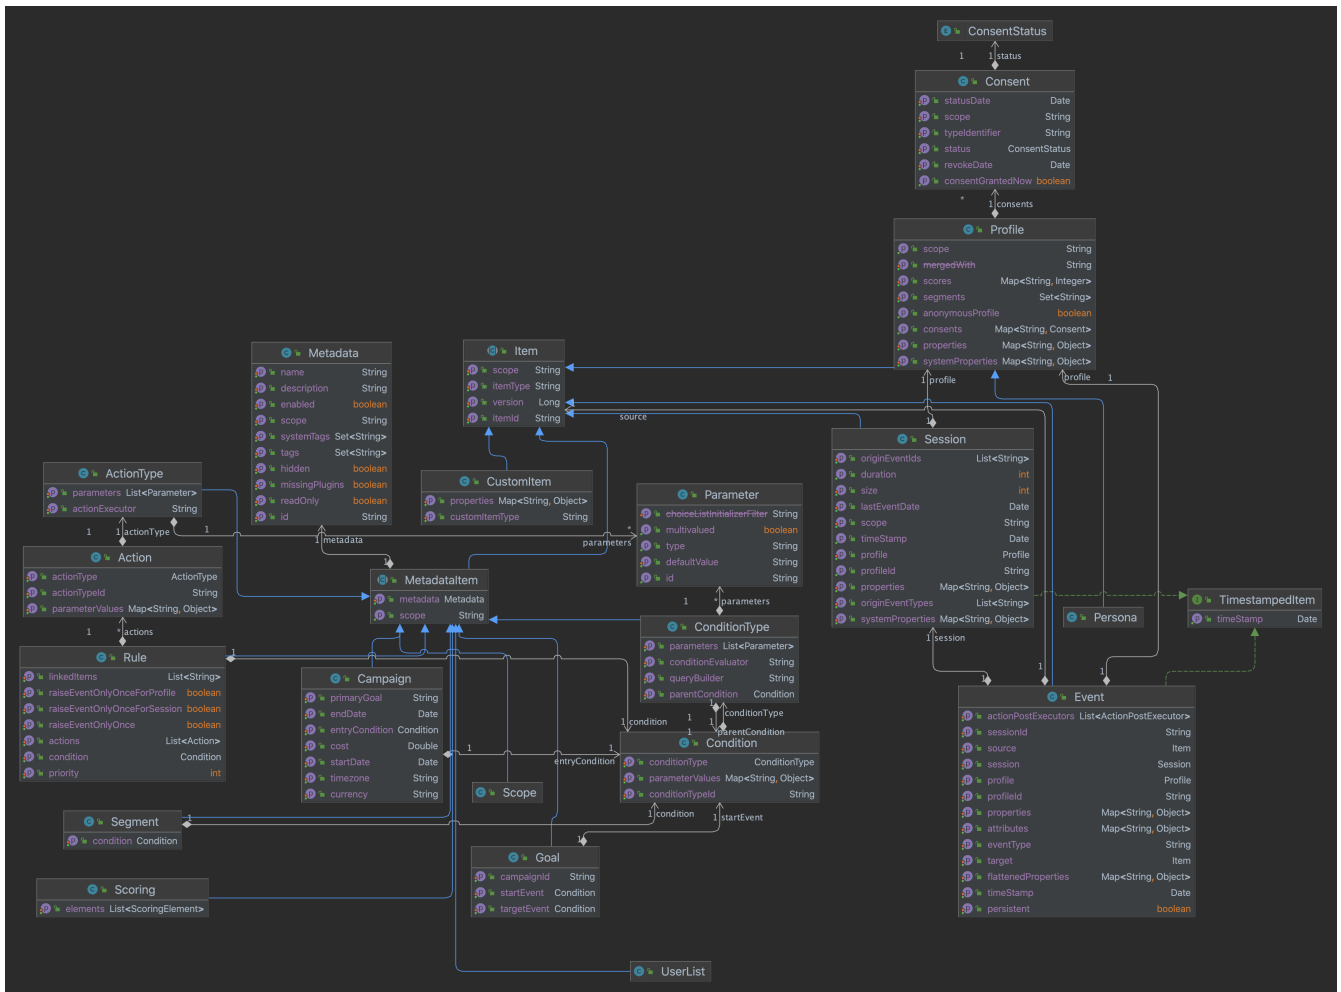 ConsentStatus
1
1 status
Consent
statusDate Date
scope String
typeIdentifier String
status ConsentStatus
revokeDate Date
consentGrantedNow boolean
*
1 consents
Profile
scope String
mergedWith String
scores Map<String, Integer>
segments Set<String>
anonymousProfile boolean
consents Map<String, Consent>
properties Map<String, Object>
systemProperties Map<String, Object>
1 profile
profile
1
Metadata
name String
description String
enabled boolean
scope String
systemTags Set<String>
tags Set<String>
hidden boolean
missingPlugins boolean
readOnly boolean
id String
1 metadata
1
Item
scope String
itemType String
version Long
itemId String
source
CustomItem
properties Map<String, Object>
customItemType String
Session
originEventIds List<String>
duration int
size int
lastEventDate Date
scope String
timeStamp Date
profile Profile
profileId String
properties Map<String, Object>
originEventTypes List<String>
systemProperties Map<String, Object>
1
1 session
ActionType
parameters List<Parameter>
actionExecutor String
1
1 actionType
1
*
parameters
Parameter
choiceListInitializerFilter String
multivalued boolean
type String
defaultValue String
id String
1
* parameters
Action
actionType ActionType
actionTypeId String
parameterValues Map<String, Object>
1
* actions
MetadataItem
metadata Metadata
scope String
TimestampedItem
timeStamp Date
Persona
ConditionType
parameters List<Parameter>
conditionEvaluator String
queryBuilder String
parentCondition Condition
1
conditionType
1
1
1
parentCondition
Rule
linkedItems List<String>
raiseEventOnlyOnceForProfile boolean
raiseEventOnlyOnceForSession boolean
raiseEventOnlyOnce boolean
actions List<Action>
condition Condition
priority int
1
1 condition
Campaign
primaryGoal String
endDate Date
entryCondition Condition
cost Double
startDate Date
timezone String
currency String
1
1
entryCondition
Condition
conditionType ConditionType
parameterValues Map<String, Object>
conditionTypeId String
1 condition
1 startEvent
Event
1
1
1
actionPostExecutors List<ActionPostExecutor>
sessionId String
source Item
session Session
profile Profile
profileId String
properties Map<String, Object>
attributes Map<String, Object>
eventType String
target Item
flattenedProperties Map<String, Object>
timeStamp Date
persistent boolean
Scope
Segment
condition Condition
1
Goal
campaignId String
startEvent Condition
targetEvent Condition
1
Scoring
elements List<ScoringElement>
UserList